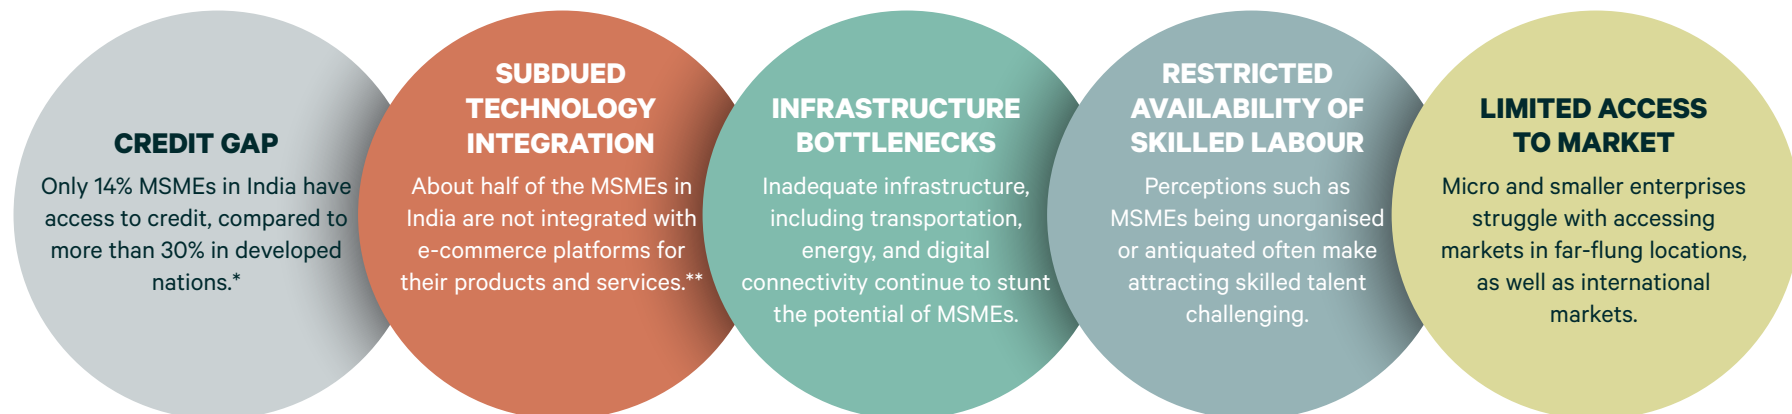 CREDIT GAP
Only 14% MSMEs in India have
access to credit, compared to
more than 30% in developed
nations.*
SUBDUED
TECHNOLOGY
INTEGRATION
About half of the MSMEs in
India are not integrated with
e-commerce platforms for
their products and services.**
INFRASTRUCTURE
BOTTLENECKS
Inadequate infrastructure,
including transportation,
energy, and digital
connectivity continue to stunt
the potential of MSMEs.
RESTRICTED
AVAILABILITY OF
SKILLED LABOUR
Perceptions such as
MSMEs being unorganised
or antiquated often make
attracting skilled talent
challenging.
LIMITED ACCESS
TO MARKET
Micro and smaller enterprises
struggle with accessing
markets in far-flung locations,
as well as international
markets.